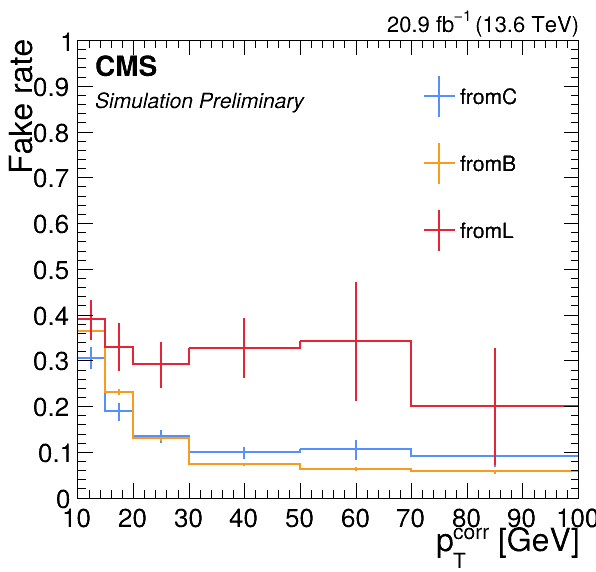 20.9 fb⁻¹ (13.6 TeV)
CMS
Simulation Preliminary
fromC
fromB
fromL
Fake rate
1
0.9
0.8
0.7
0.6
0.5
0.4
0.3
0.2
0.1
0
10 20 30 40 50 60 70 80 90 100
p_T^corr [GeV]